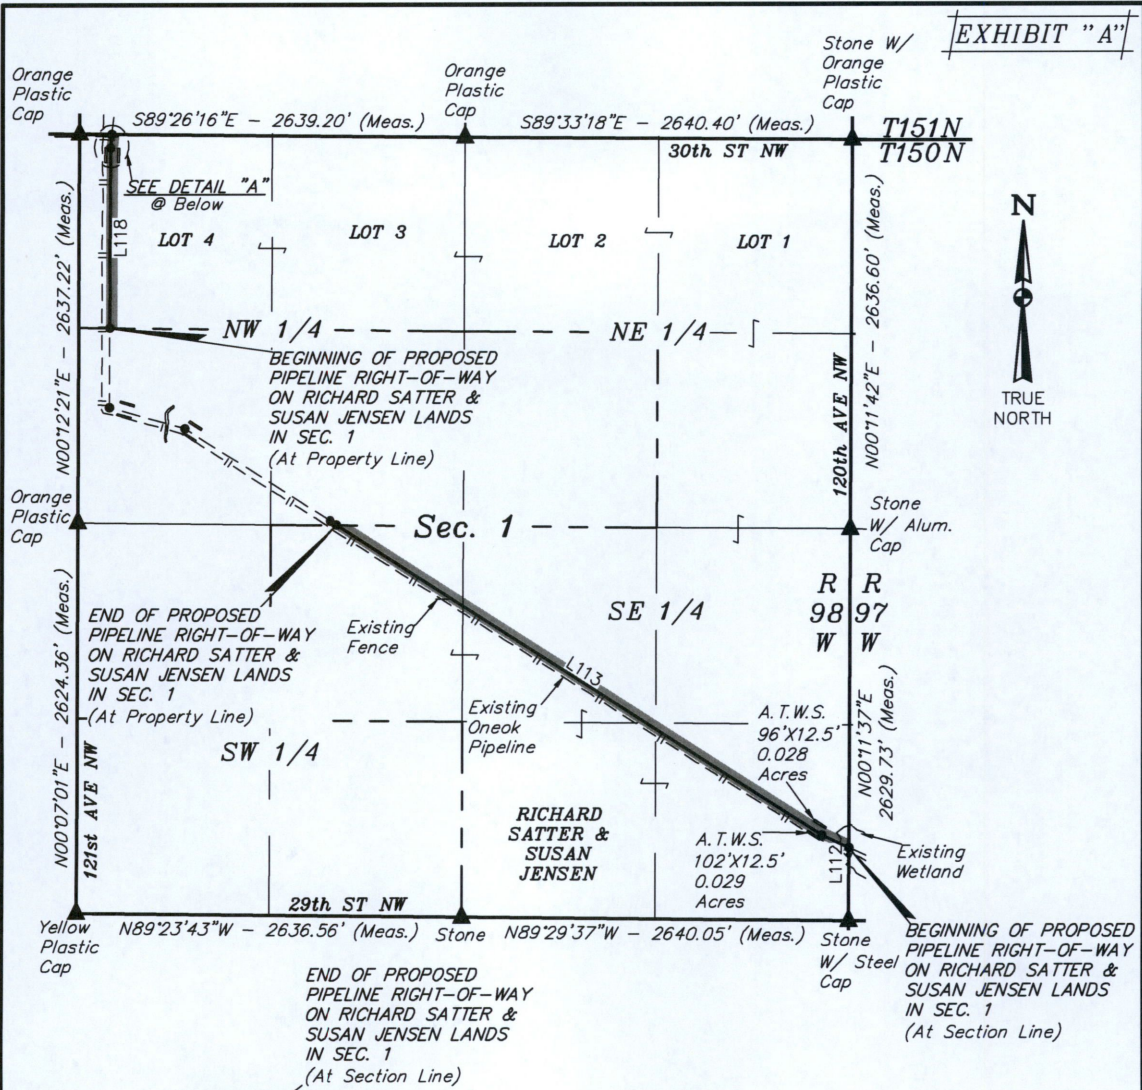 EXHIBIT "A"
Orange
Plastic
Cap
Orange
Plastic
Cap
Stone W/
Orange
Plastic
Cap
S89°26'16"E - 2639.20' (Meas.)
S89°33'18"E - 2640.40' (Meas.)
T151N
30th ST NW
T150N
SEE DETAIL "A"
@ Below
L118
LOT 4
LOT 3
LOT 2
LOT 1
N00°12'21"E - 2637.22' (Meas.)
N00°11'42"E - 2636.60' (Meas.)
120th AVE NW
N
TRUE
NORTH
NW 1/4
NE 1/4
BEGINNING OF PROPOSED
PIPELINE RIGHT-OF-WAY
ON RICHARD SATTER &
SUSAN JENSEN LANDS
IN SEC. 1
(At Property Line)
Orange
Plastic
Cap
Sec. 1
Stone
W/ Alum.
Cap
R R
98 97
W W
END OF PROPOSED
PIPELINE RIGHT-OF-WAY
ON RICHARD SATTER &
SUSAN JENSEN LANDS
IN SEC. 1
(At Property Line)
Existing
Fence
SE 1/4
L113
Existing
Oneok
Pipeline
SW 1/4
N00°07'01"E - 2624.36' (Meas.)
121st AVE NW
A.T.W.S.
96'X12.5'
0.028
Acres
N00°11'37"E
2629.73' (Meas.)
RICHARD
SATTER &
SUSAN
JENSEN
A.T.W.S.
102'X12.5'
0.029
Acres
L112
Existing
Wetland
29th ST NW
Yellow
Plastic
Cap
N89°23'43"W - 2636.56' (Meas.)
Stone
N89°29'37"W - 2640.05' (Meas.)
Stone
W/ Steel
Cap
BEGINNING OF PROPOSED
PIPELINE RIGHT-OF-WAY
ON RICHARD SATTER &
SUSAN JENSEN LANDS
IN SEC. 1
(At Section Line)
END OF PROPOSED
PIPELINE RIGHT-OF-WAY
ON RICHARD SATTER &
SUSAN JENSEN LANDS
IN SEC. 1
(At Section Line)